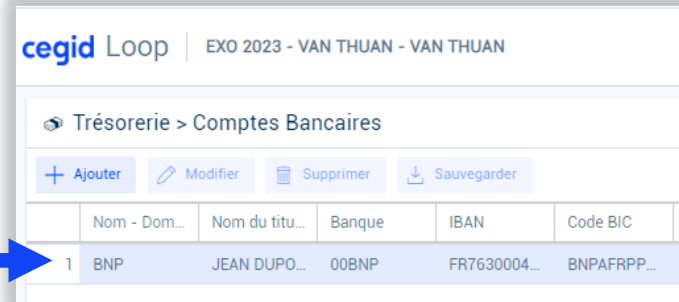 cegid Loop EXO 2023 - VAN THUAN - VAN THUAN
Trésorerie > Comptes Bancaires
Ajouter Modifier Supprimer Sauvegarder
Nom - Dom... Nom du titu... Banque IBAN Code BIC
1 BNP JEAN DUPO... 00BNP FR7630004... BNPAFRPP...